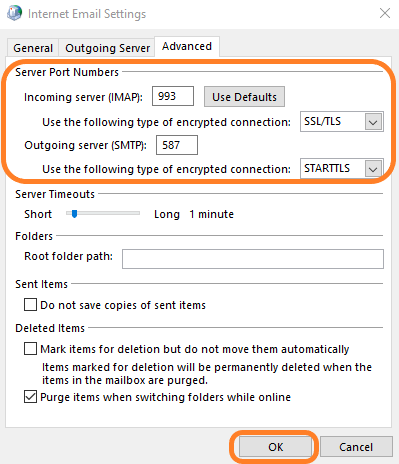 Internet Email Settings
General Outgoing Server Advanced
Server Port Numbers
Incoming server (IMAP): 993 Use Defaults
Use the following type of encrypted connection: SSL/TLS
Outgoing server (SMTP): 587
Use the following type of encrypted connection: STARTTLS
Server Timeouts
Short Long 1 minute
Folders
Root folder path:
Sent Items
Do not save copies of sent items
Deleted Items
Mark items for deletion but do not move them automatically
Items marked for deletion will be permanently deleted when the
items in the mailbox are purged.
Purge items when switching folders while online
OK Cancel